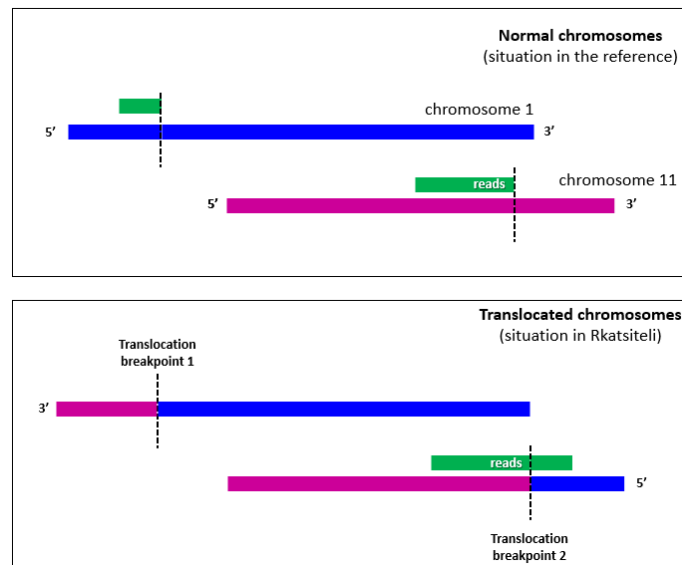 Normal chromosomes
(situation in the reference)
chromosome 1
5’
3’
reads
chromosome 11
5’
3’
Translocated chromosomes
(situation in Rkatsiteli)
Translocation
breakpoint 1
3’
reads
5’
Translocation
breakpoint 2